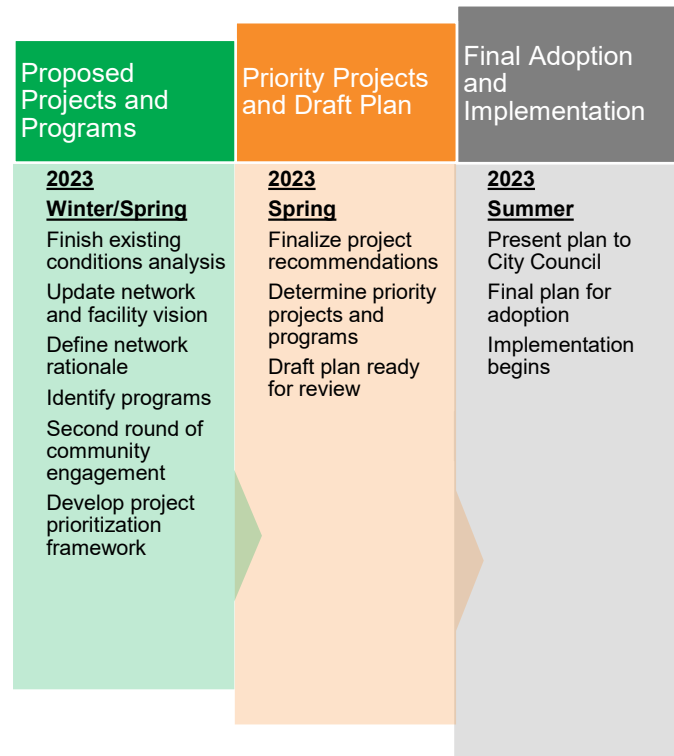 Proposed
Projects and
Programs
2023
Winter/Spring
Finish existing
conditions analysis
Update network
and facility vision
Define network
rationale
Identify programs
Second round of
community
engagement
Develop project
prioritization
framework
Priority Projects
and Draft Plan
2023
Spring
Finalize project
recommendations
Determine priority
projects and
programs
Draft plan ready
for review
Final Adoption
and
Implementation
2023
Summer
Present plan to
City Council
Final plan for
adoption
Implementation
begins